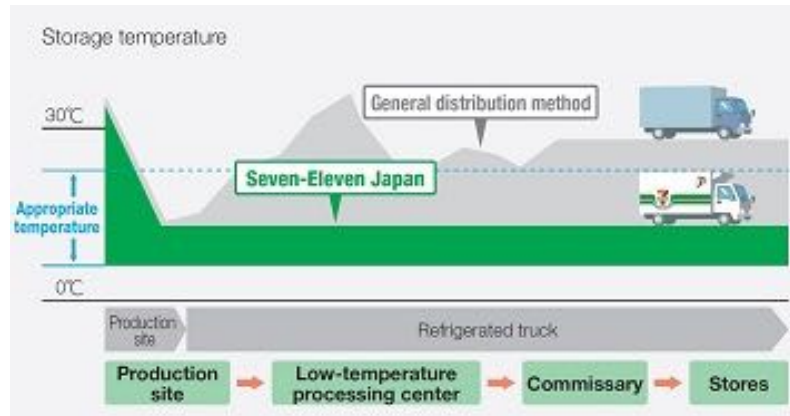 Storage temperature
30℃
General distribution method
Seven-Eleven Japan
Appropriate
temperature
0℃
Production
site
Refrigerated truck
Production
site
Low-temperature
processing center
Commissary
Stores